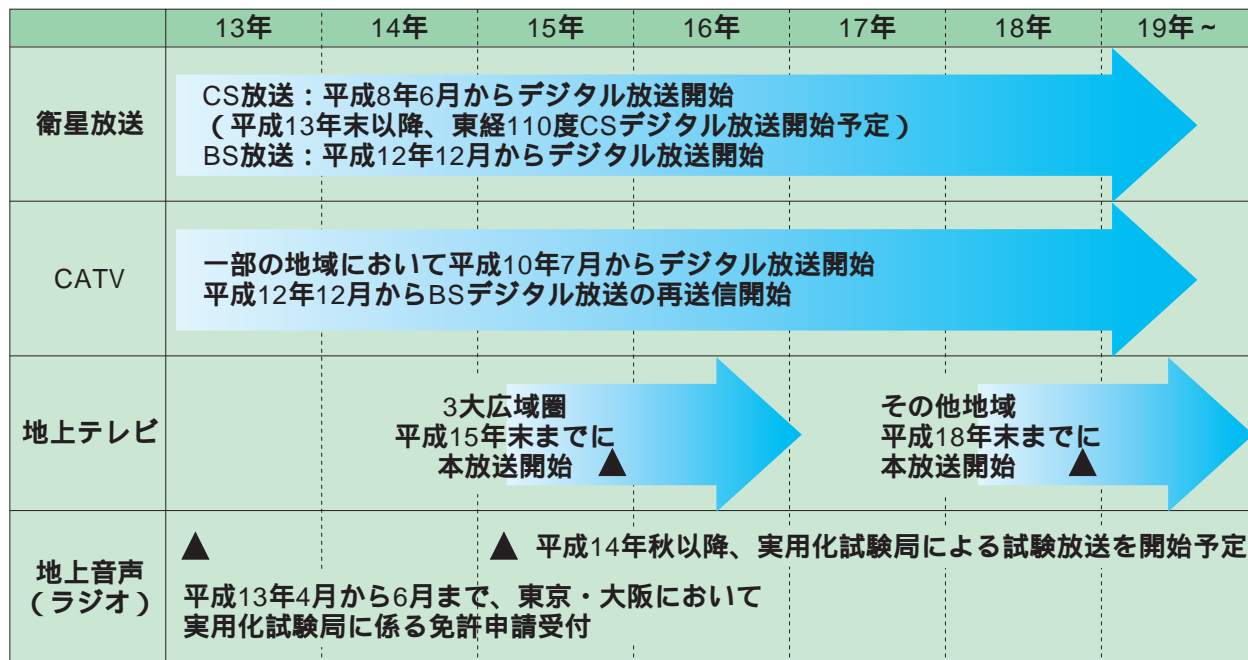 13年 14年 15年 16年 17年 18年 19年~
衛星放送
CS放送:平成8年6月からデジタル放送開始
(平成13年末以降、東経110度CSデジタル放送開始予定)
BS放送:平成12年12月からデジタル放送開始
CATV
一部の地域において平成10年7月からデジタル放送開始
平成12年12月からBSデジタル放送の再送信開始
地上テレビ
3大広域圏
平成15年末までに
本放送開始 ▲
その他地域
平成18年末までに
本放送開始 ▲
地上音声
(ラジオ)
▲
▲ 平成14年秋以降、実用化試験局による試験放送を開始予定
平成13年4月から6月まで、東京・大阪において
実用化試験局に係る免許申請受付